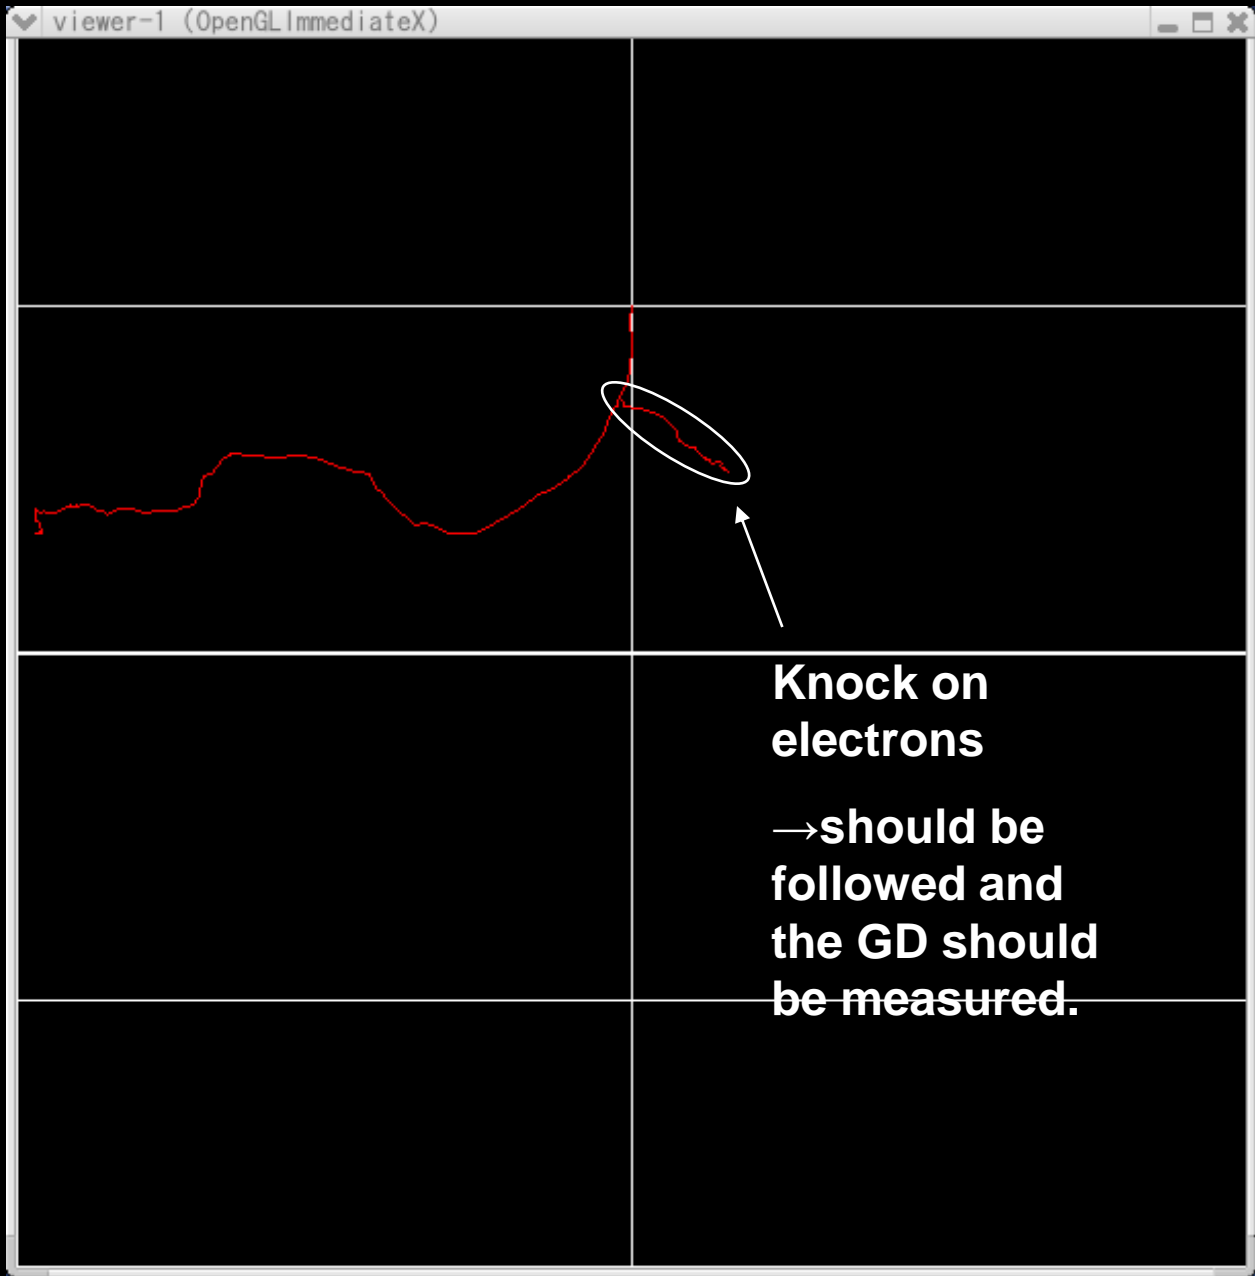 viewer-1 (OpenGLImmediateX)
Knock on
electrons
→should be
followed and
the GD should
be measured.